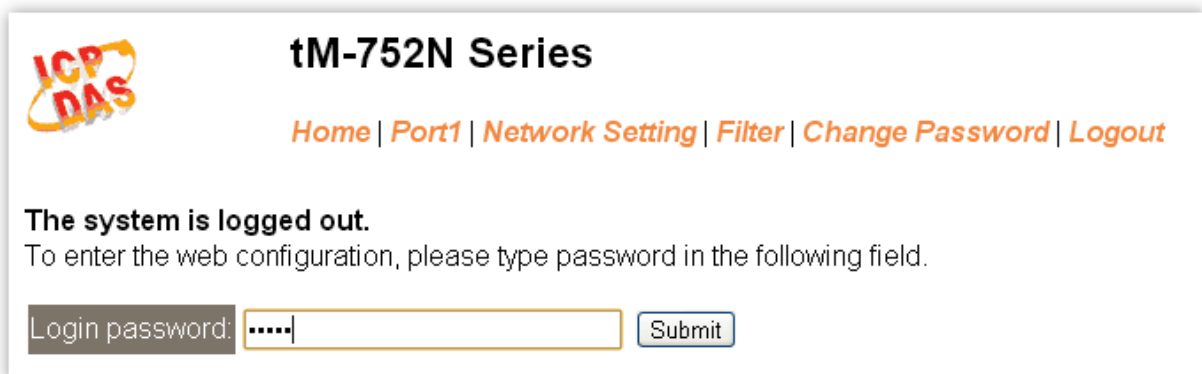 ICP
DAS
tM-752N Series
Home | Port1 | Network Setting | Filter | Change Password | Logout
The system is logged out.
To enter the web configuration, please type password in the following field.
Login password: ••••• Submit